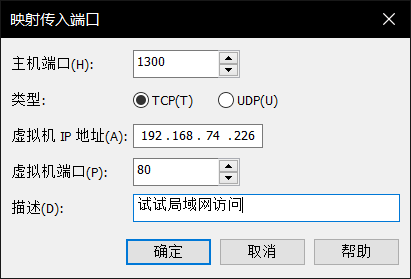 映射传入端口
主机端口(H): 1300
类型: TCP(T) UDP(U)
虚拟机 IP 地址(A): 192 .168 . 74 .226
虚拟机端口(P): 80
描述(D): 试试局域网访问
确定 取消 帮助